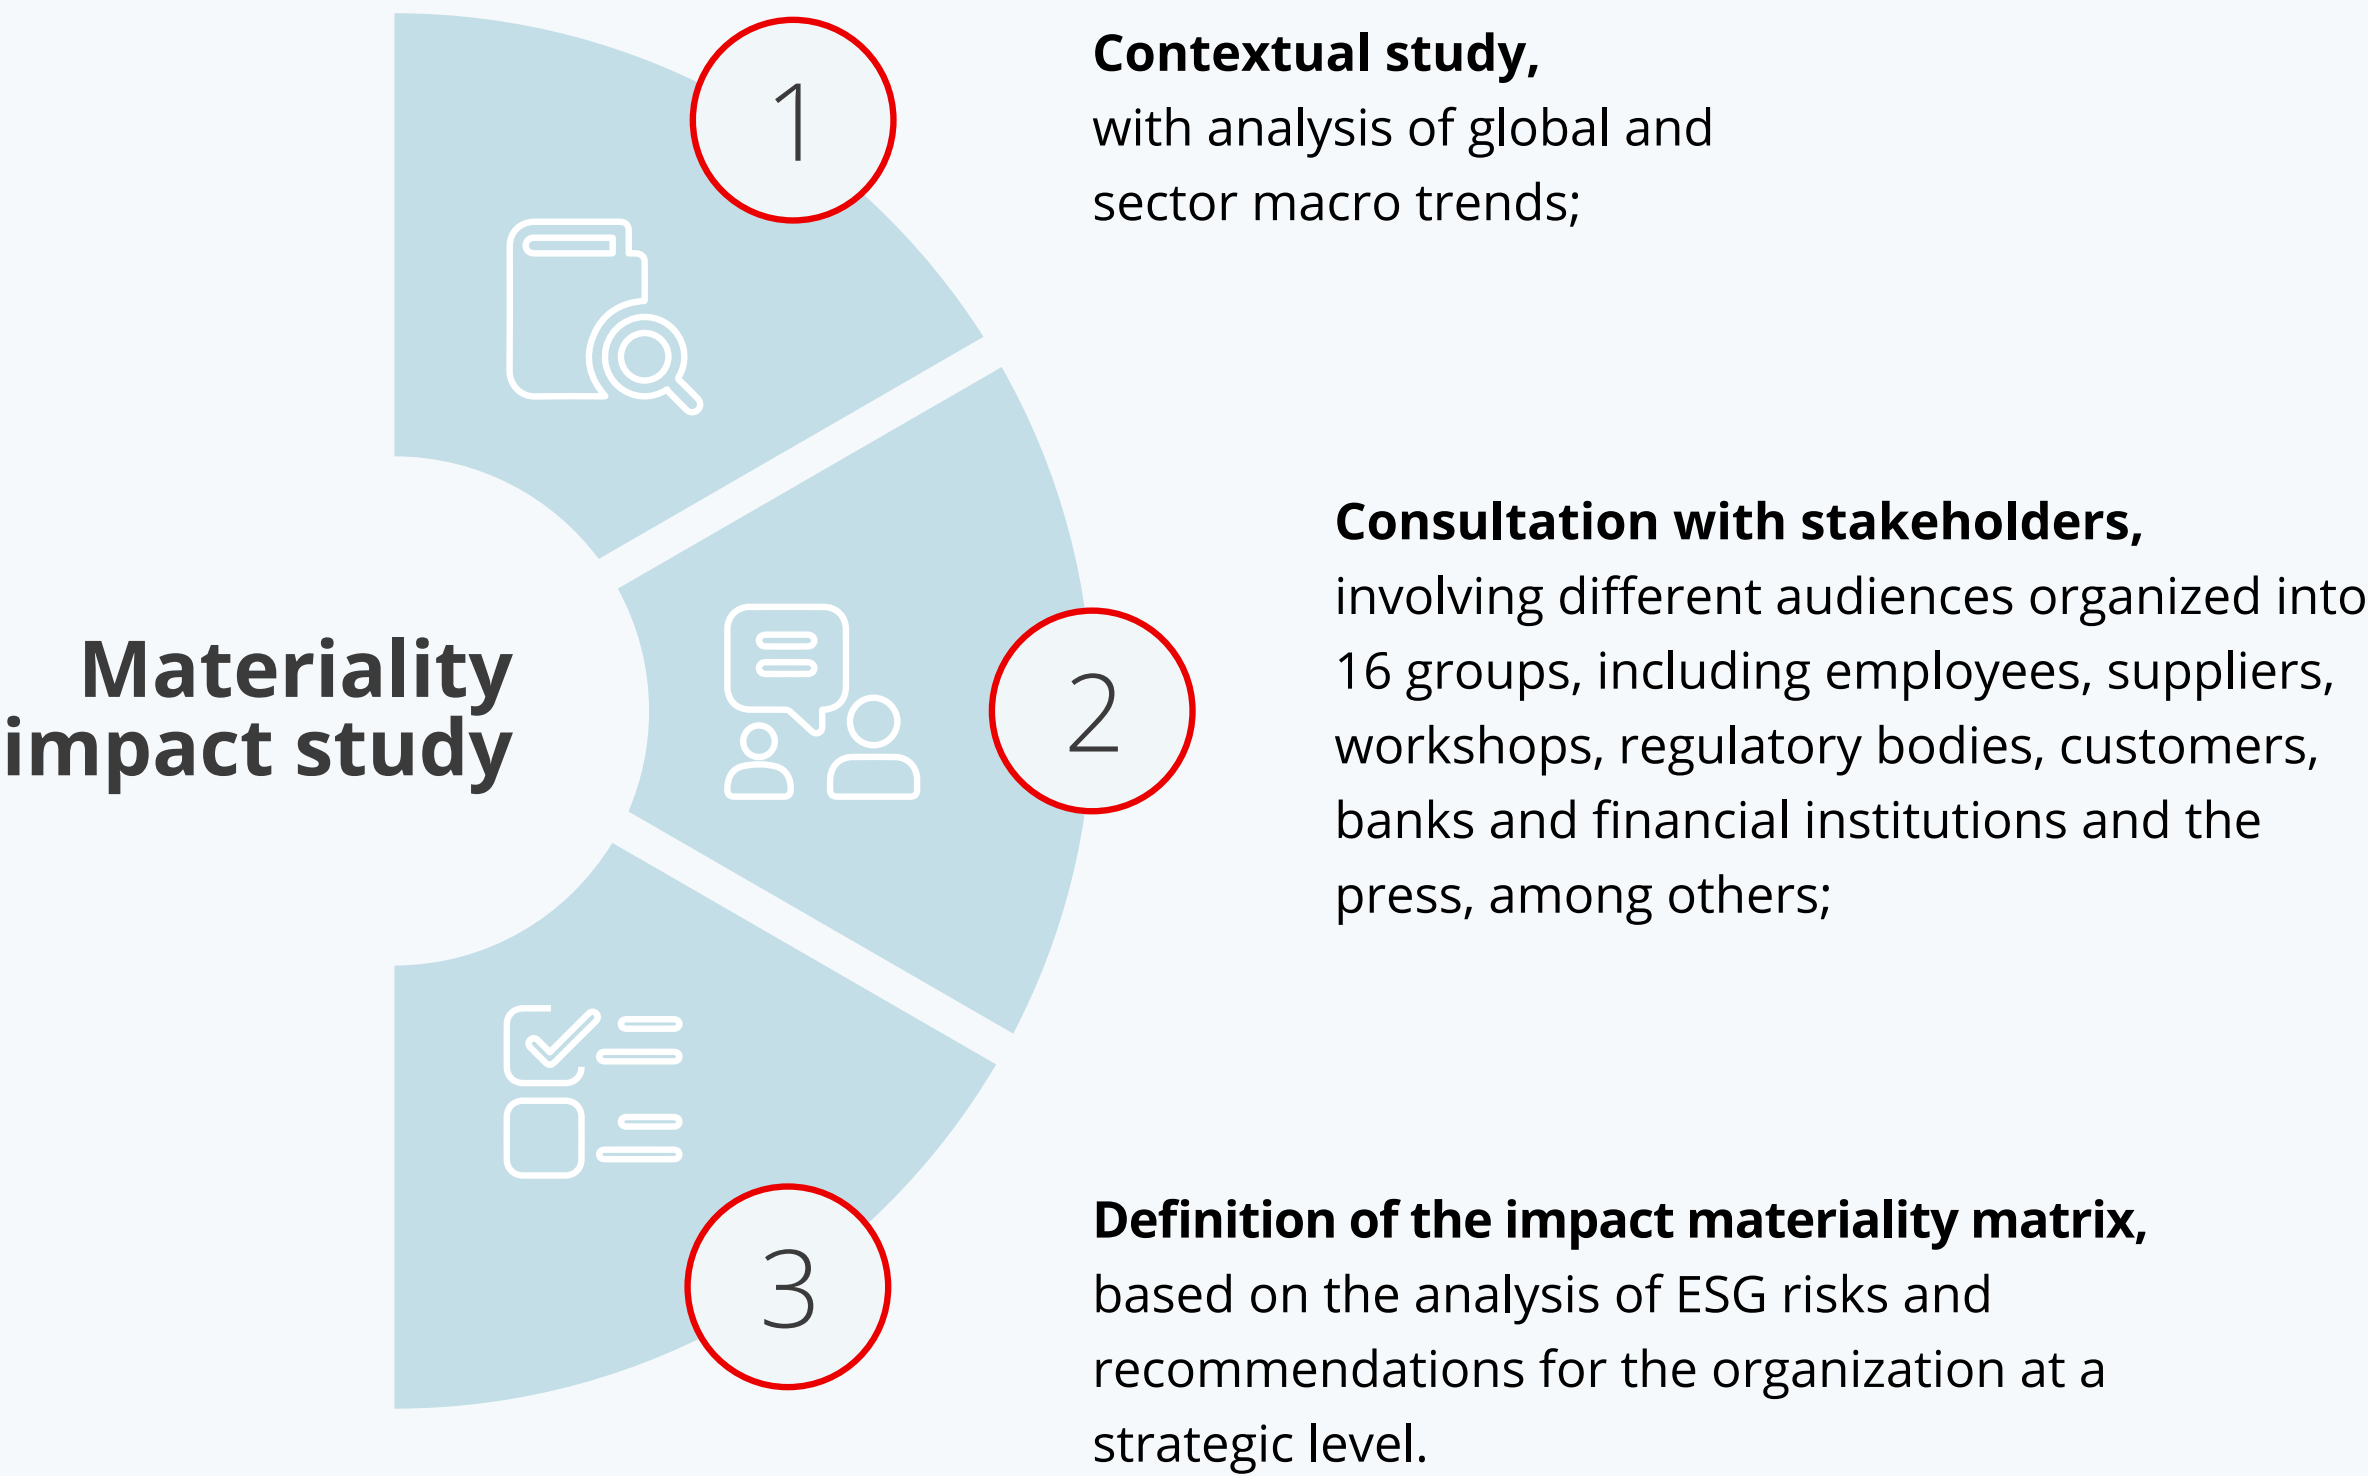 Materiality
impact study
1
Contextual study,
with analysis of global and
sector macro trends;
2
Consultation with stakeholders,
involving different audiences organized into
16 groups, including employees, suppliers,
workshops, regulatory bodies, customers,
banks and financial institutions and the
press, among others;
3
Definition of the impact materiality matrix,
based on the analysis of ESG risks and
recommendations for the organization at a
strategic level.